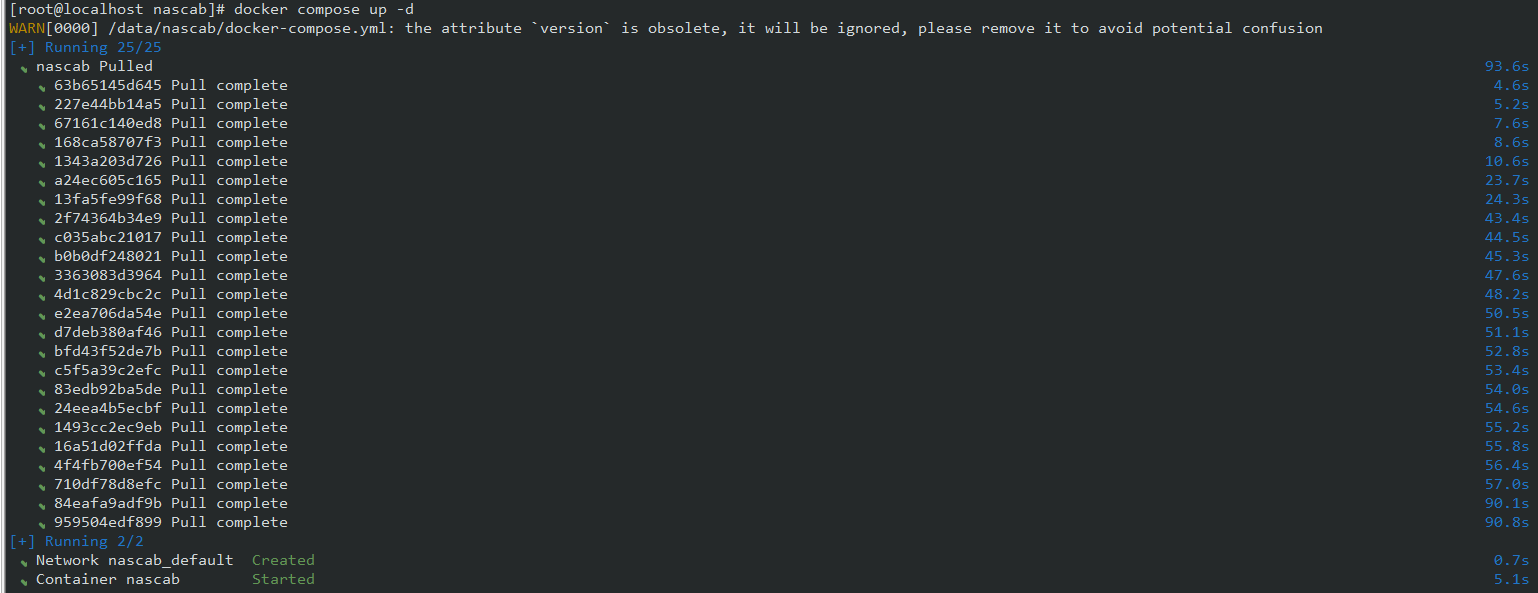 [root@localhost nascab]# docker compose up -d
WARN[0000] /data/nascab/docker-compose.yml: the attribute `version` is obsolete, it will be ignored, please remove it to avoid potential confusion
[+] Running 25/25
nascab Pulled 93.6s
63b65145d645 Pull complete 4.6s
227e44bb14a5 Pull complete 5.2s
67161c140ed8 Pull complete 7.6s
168ca58707f3 Pull complete 8.6s
1343a203d726 Pull complete 10.6s
a24ec605c165 Pull complete 23.7s
13fa5fe99f68 Pull complete 24.3s
2f74364b34e9 Pull complete 43.4s
c035abc21017 Pull complete 44.5s
b0b0df248021 Pull complete 45.3s
3363083d3964 Pull complete 47.6s
4d1c829cbc2c Pull complete 48.2s
e2ea706da54e Pull complete 50.5s
d7deb380af46 Pull complete 51.1s
bfd43f52de7b Pull complete 52.8s
c5f5a39c2efc Pull complete 53.4s
83edb92ba5de Pull complete 54.0s
24eea4b5ecbf Pull complete 54.6s
1493cc2ec9eb Pull complete 55.2s
16a51d02ffda Pull complete 55.8s
4f4fb700ef54 Pull complete 56.4s
710df78d8efc Pull complete 57.0s
84eafa9adf9b Pull complete 90.1s
959504edf899 Pull complete 90.8s
[+] Running 2/2
Network nascab_default Created 0.7s
Container nascab Started 5.1s